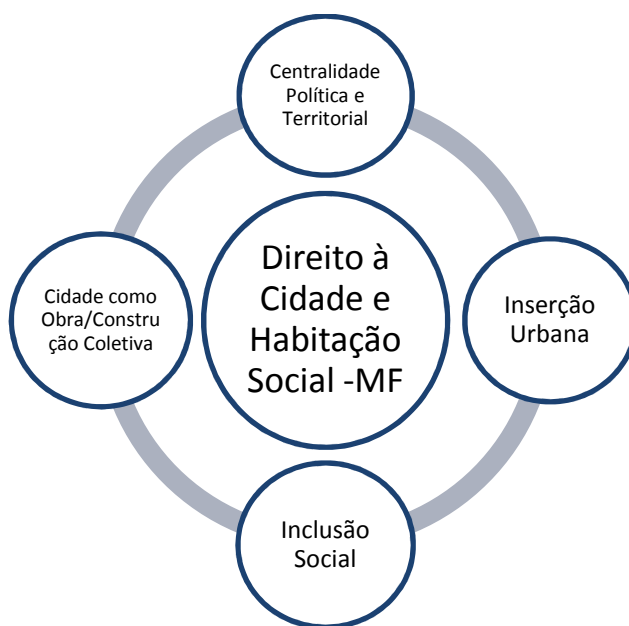 Centralidade
Política e
Territorial
Direito à
Cidade e
Habitação
Social -MF
Cidade como
Obra/Constru
ção Coletiva
Inserção
Urbana
Inclusão
Social